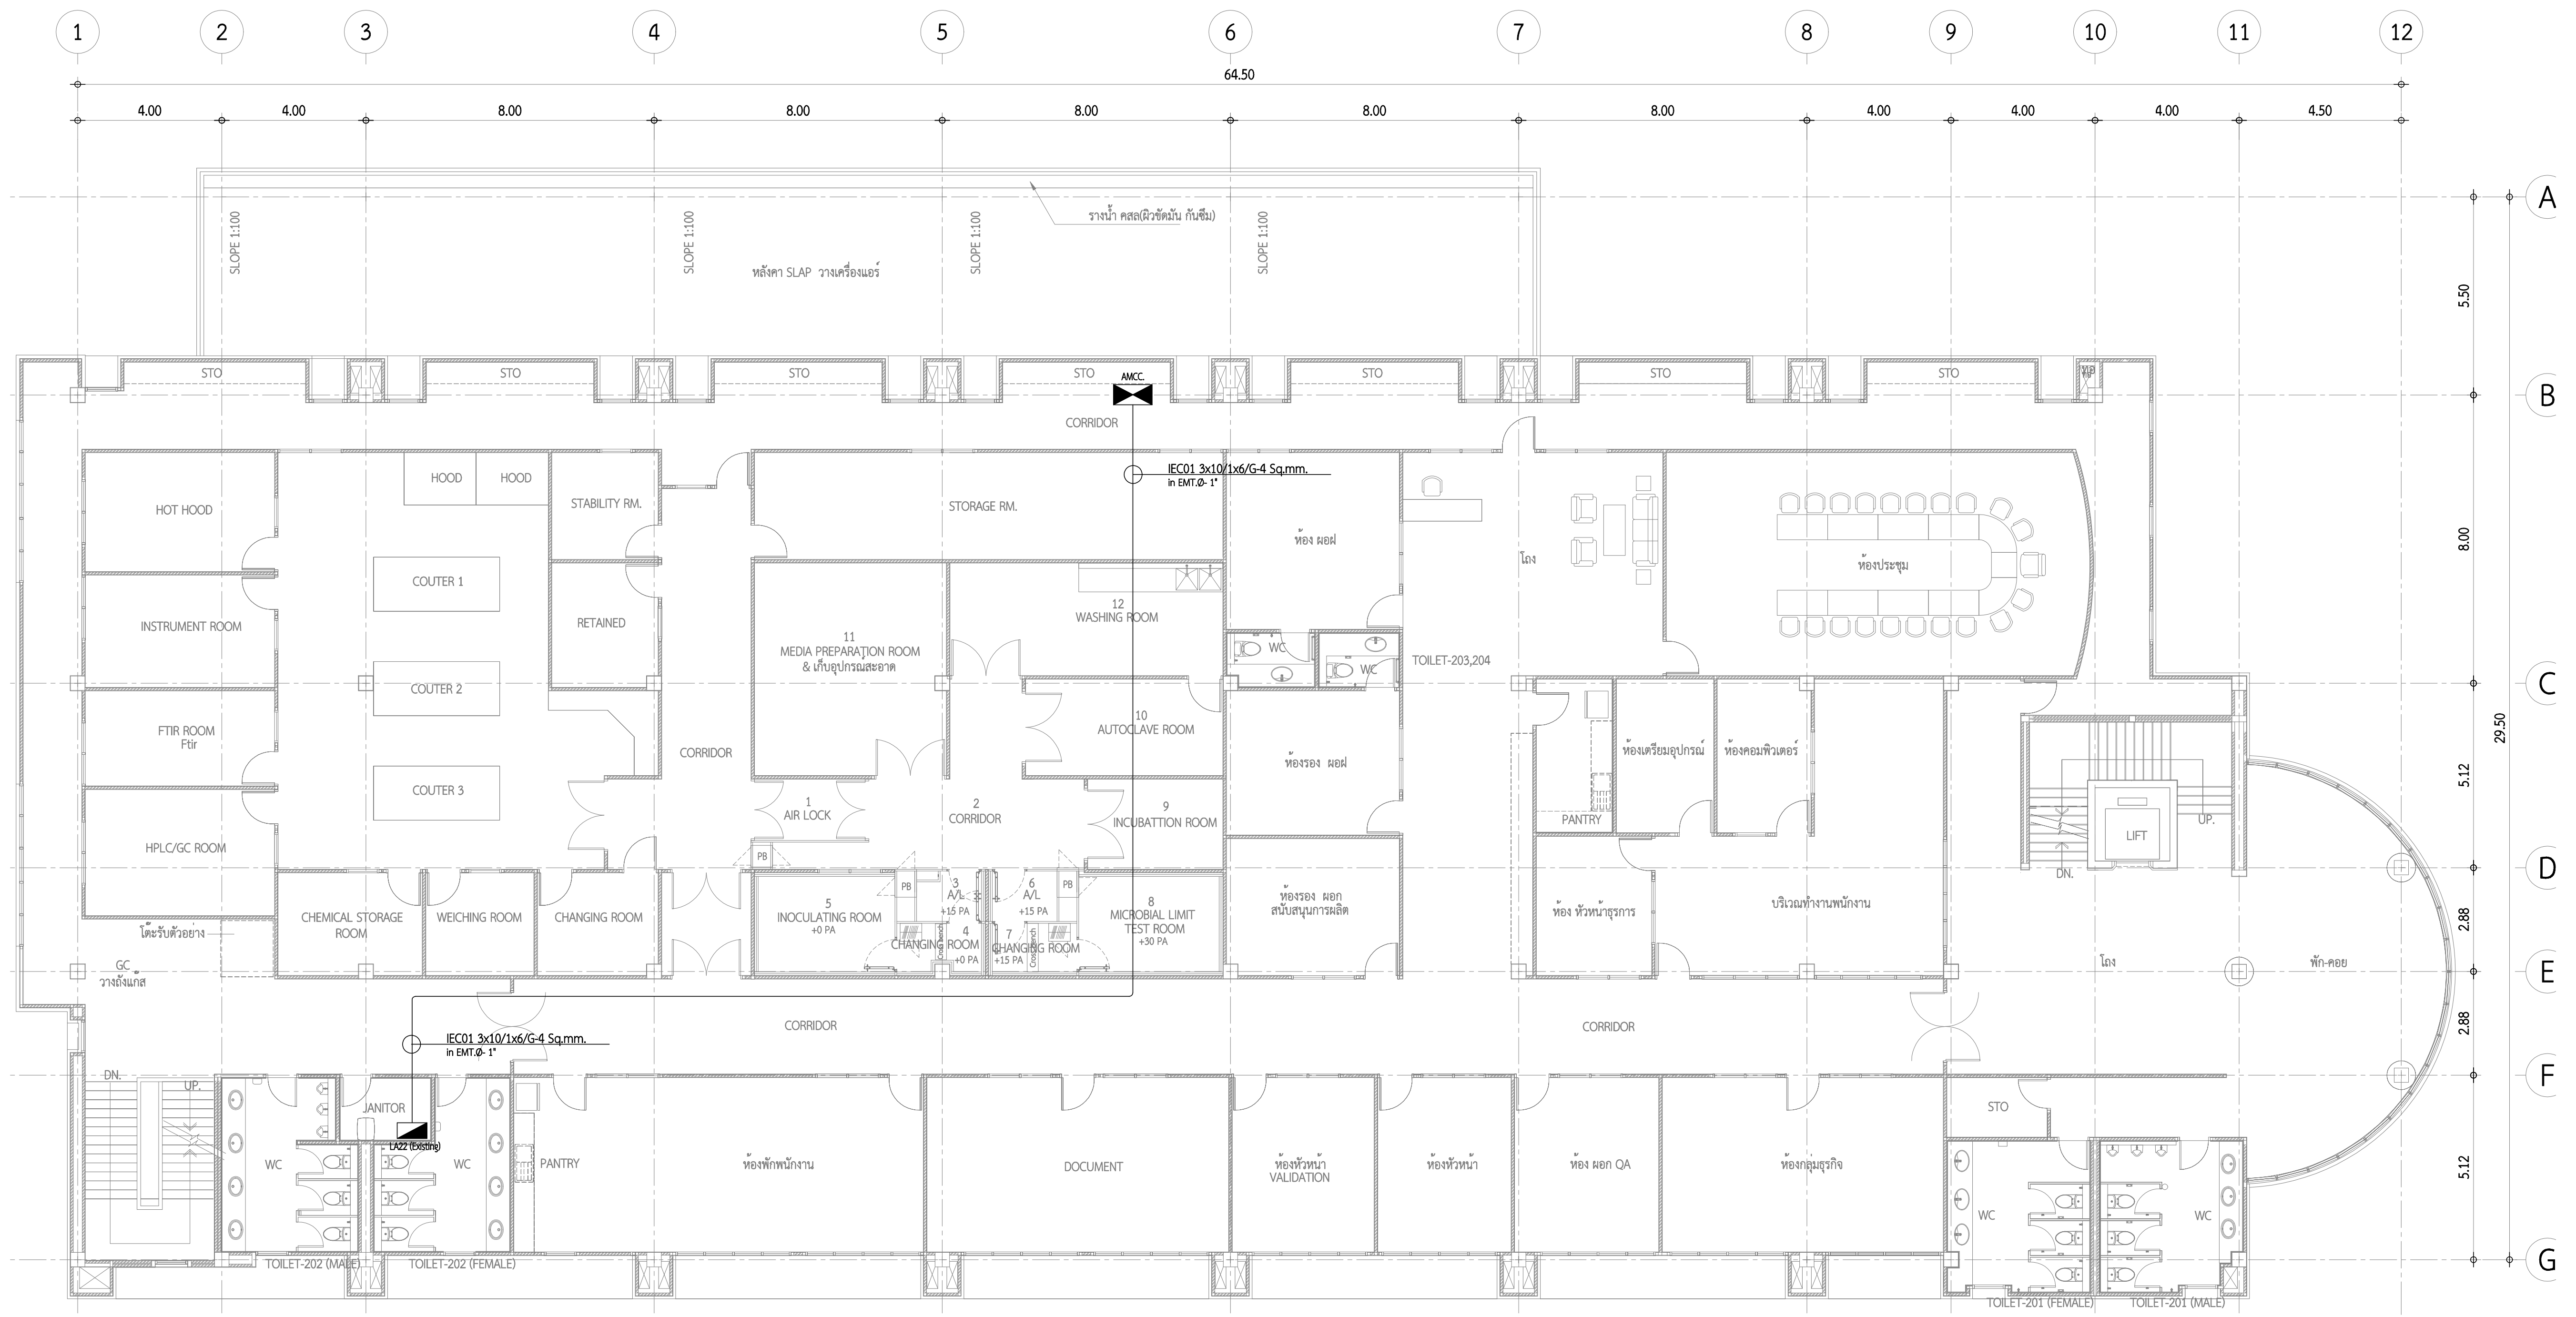 1 2 3 4 5 6 7 8 9 10 11 12
64.50
4.00 4.00 8.00 8.00 8.00 8.00 8.00 4.00 4.00 4.00 4.50
A
SLOPE 1:100 SLOPE 1:100 SLOPE 1:100 SLOPE 1:100
รางน้ำ คสล(ผิวขัดมัน กันซึม)
หลังคา SLAP วางเครื่องแอร์
5.50
STO STO STO STO STO STO STO
AMCC.
B
CORRIDOR
IEC01 3x10/1x6/G-4 Sq.mm.
in EMT.Ø- 1"
HOOD HOOD
HOT HOOD
STABILITY RM.
STORAGE RM.
ห้อง ผอฝ
โถง
ห้องประชุม
8.00
COUTER 1
INSTRUMENT ROOM
RETAINED
11
MEDIA PREPARATION ROOM
& เก็บอุปกรณ์สะอาด
12
WASHING ROOM
WC
WC
TOILET-203,204
COUTER 2
C
FTIR ROOM
Ftir
CORRIDOR
10
AUTOCLAVE ROOM
ห้องรอง ผอฝ
ห้องเตรียมอุปกรณ์
ห้องคอมพิวเตอร์
29.50
5.12
COUTER 3
1
AIR LOCK
2
CORRIDOR
9
INCUBATTION ROOM
PANTRY
UP.
LIFT
HPLC/GC ROOM
PB
DN.
D
PB
3
A/L
+15 PA
6
A/L
+15 PA
PB
CHEMICAL STORAGE
ROOM
WEICHING ROOM
CHANGING ROOM
5
INOCULATING ROOM
+0 PA
4
CHANGING ROOM
+0 PA
Crossbench
7
CHANGING ROOM
+15 PA
Crossbench
8
MICROBIAL LIMIT
TEST ROOM
+30 PA
ห้องรอง ผอก
สนับสนุนการผลิต
ห้อง หัวหน้าธุรการ
บริเวณทำงานพนักงาน
2.88
โต๊ะรับตัวอย่าง
GC
วางถังแก๊ส
โถง
พัก-คอย
E
CORRIDOR
CORRIDOR
2.88
IEC01 3x10/1x6/G-4 Sq.mm.
in EMT.Ø- 1"
F
DN.
UP.
JANITOR
LA22 (Existing)
WC
WC
PANTRY
ห้องพักพนักงาน
DOCUMENT
ห้องหัวหน้า
VALIDATION
ห้องหัวหน้า
ห้อง ผอก QA
ห้องกลุ่มธุรกิจ
STO
WC
WC
5.12
G
TOILET-202 (MALE)
TOILET-202 (FEMALE)
TOILET-201 (FEMALE)
TOILET-201 (MALE)